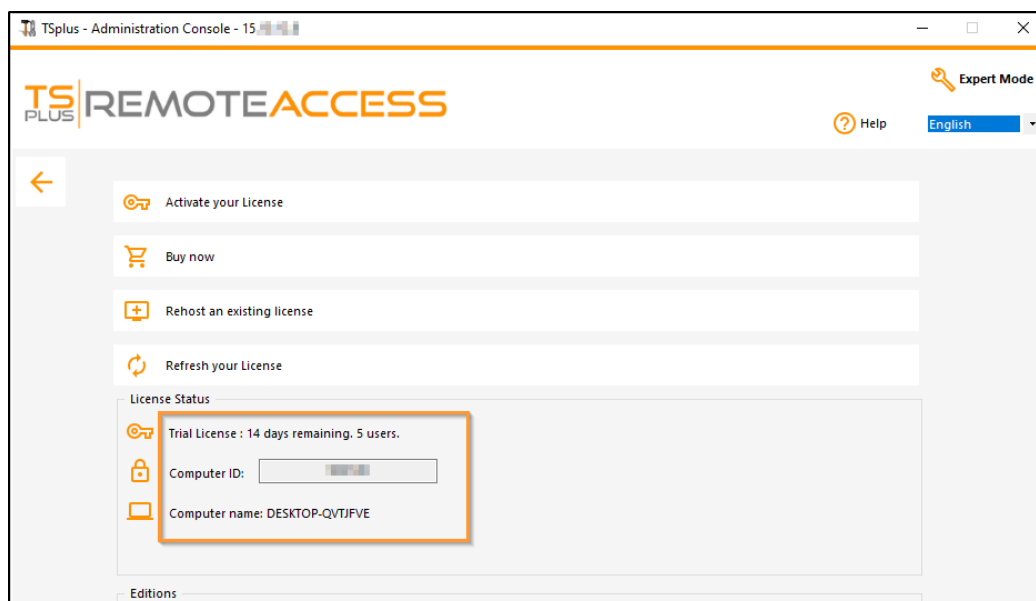 TSplus - Administration Console - 15.
Expert Mode
TS PLUS REMOTEACCESS
Help
English
Activate your License
Buy now
Rehost an existing license
Refresh your License
License Status
Trial License : 14 days remaining. 5 users.
Computer ID:
Computer name: DESKTOP-QVTJFVE
Editions